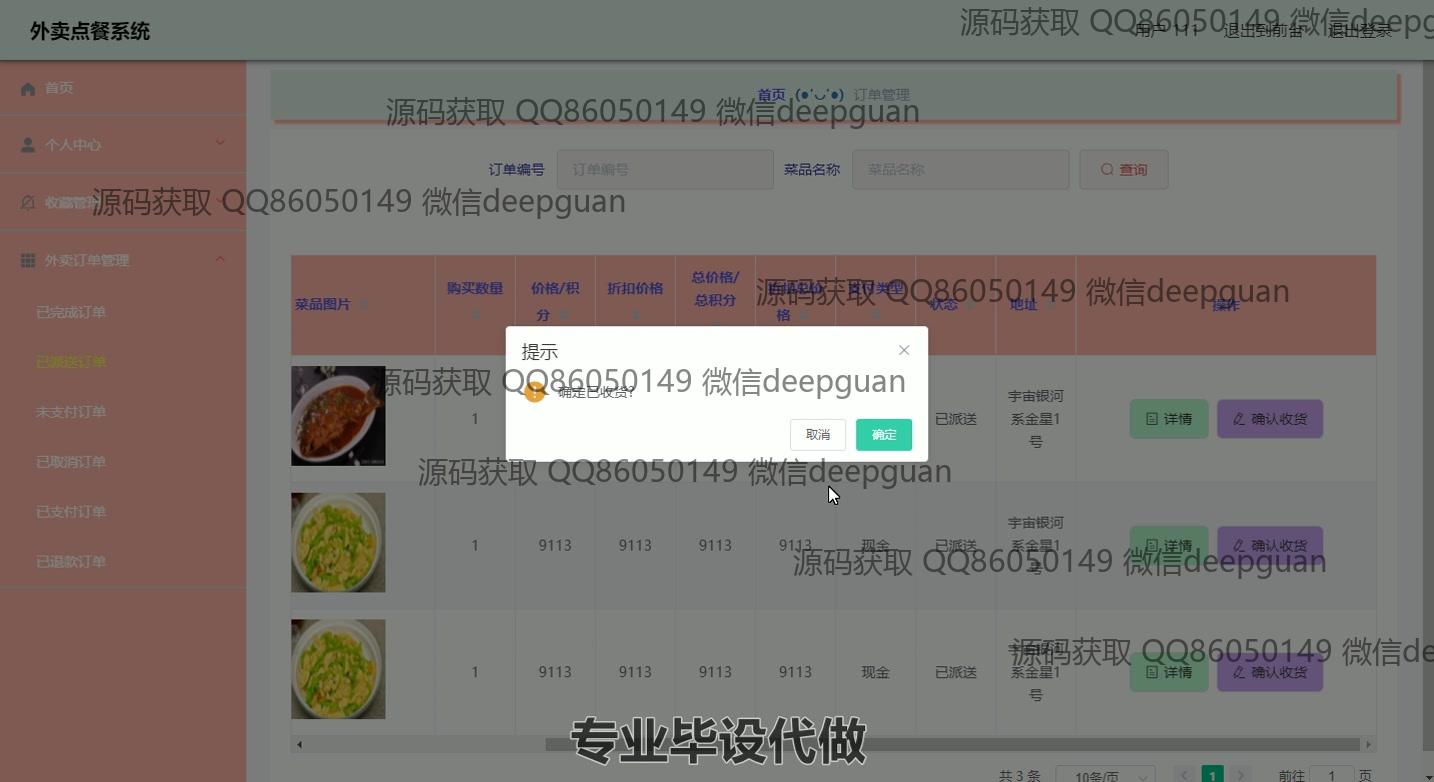 外卖点餐系统
用户 111
退出到前台
退出登录
源码获取 QQ86050149 微信deepg
首页
个人中心
收藏管理
外卖订单管理
已完成订单
已派送订单
未支付订单
已取消订单
已支付订单
已退款订单
首页 (●'◡'●) 订单管理
源码获取 QQ86050149 微信deepguan
订单编号 订单编号 菜品名称 菜品名称 查询
源码获取 QQ86050149 微信deepguan
菜品图片 购买数量 价格/积分 折扣价格 总价格/总积分 折扣总价格 支付类型 状态 地址 操作
源码获取 QQ86050149 微信deepguan
提示
确定已收货?
取消 确定
源码获取 QQ86050149 微信deepguan
1 已派送 宇宙银河系金星1号 详情 确认收货
源码获取 QQ86050149 微信deepguan
1 9113 9113 9113 9113 现金 已派送 宇宙银河系金星1号 详情 确认收货
源码获取 QQ86050149 微信deepguan
1 9113 9113 9113 9113 现金 已派送 宇宙银河系金星1号 详情 确认收货
源码获取 QQ86050149 微信de
专业毕设代做
共 3 条 10条/页 1 前往 1 页